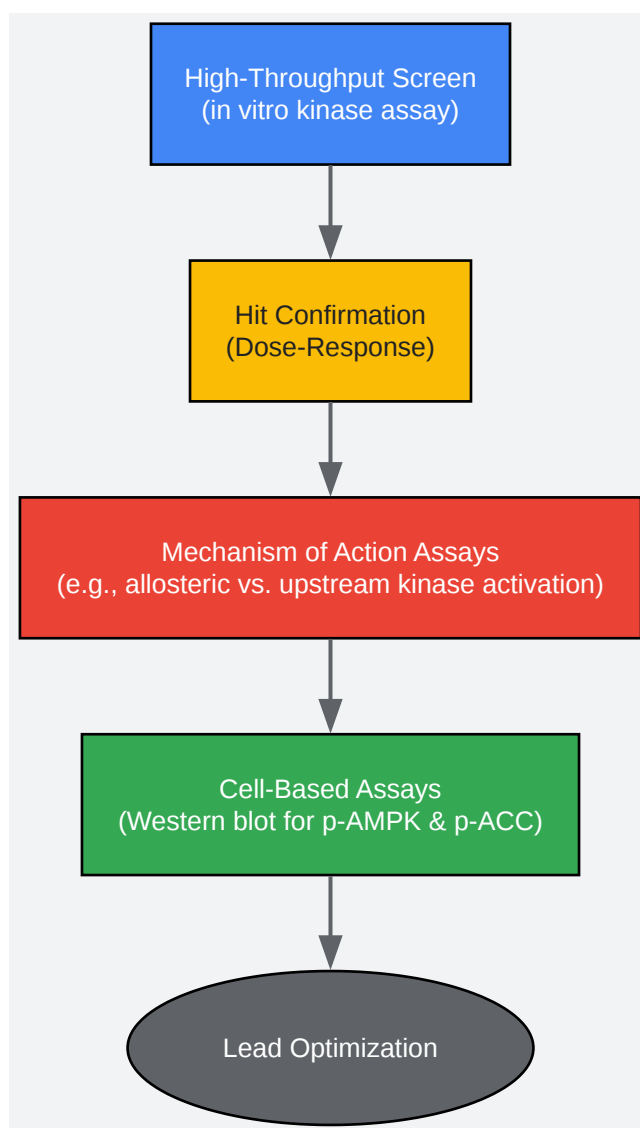 High-Throughput Screen
(in vitro kinase assay)
Hit Confirmation
(Dose-Response)
Mechanism of Action Assays
(e.g., allosteric vs. upstream kinase activation)
Cell-Based Assays
(Western blot for p-AMPK & p-ACC)
Lead Optimization